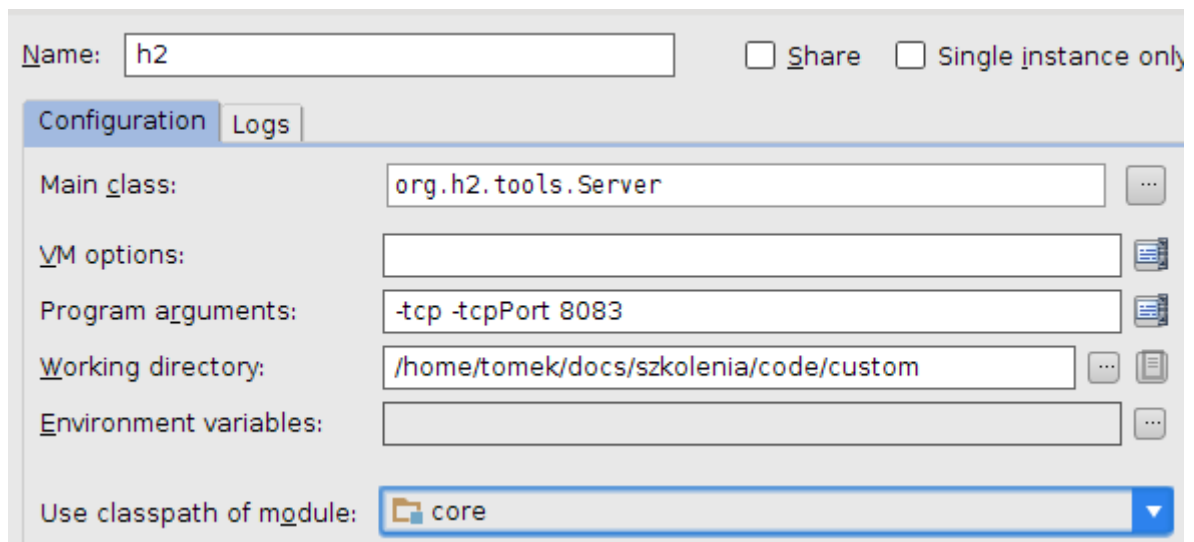 Name: h2 Share Single instance only
Configuration Logs
Main class: org.h2.tools.Server ...
VM options:
Program arguments: -tcp -tcpPort 8083
Working directory: /home/tomek/docs/szkolenia/code/custom ...
Environment variables: ...
Use classpath of module: core